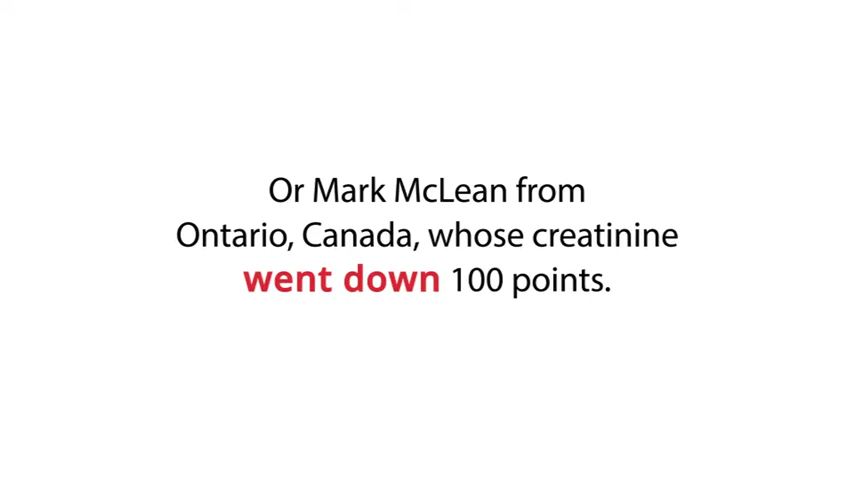 Or Mark McLean from
Ontario, Canada, whose creatinine
went down 100 points.